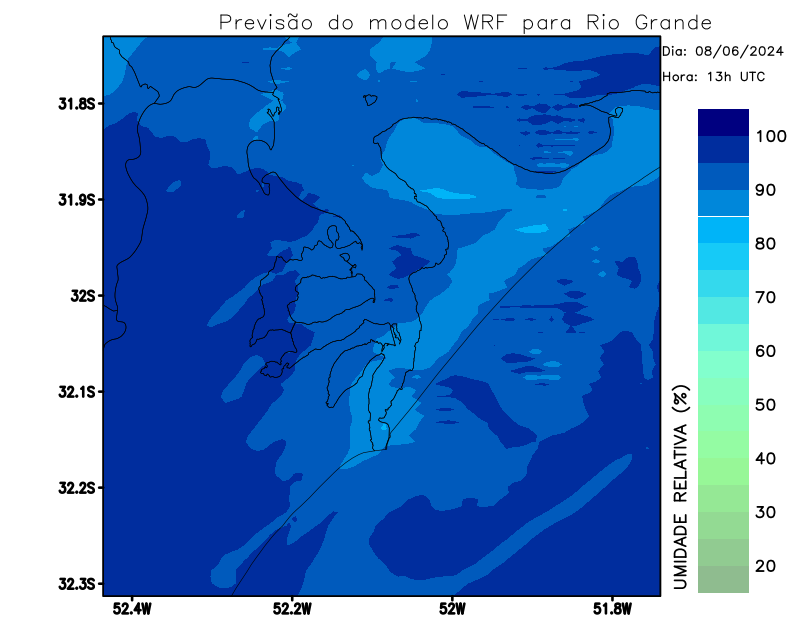 Previsão do modelo WRF para Rio Grande
Dia: 08/06/2024
Hora: 13h UTC
31.8S
31.9S
32S
32.1S
32.2S
32.3S
52.4W
52.2W
52W
51.8W
100
90
80
70
60
50
40
30
20
UMIDADE RELATIVA (%)